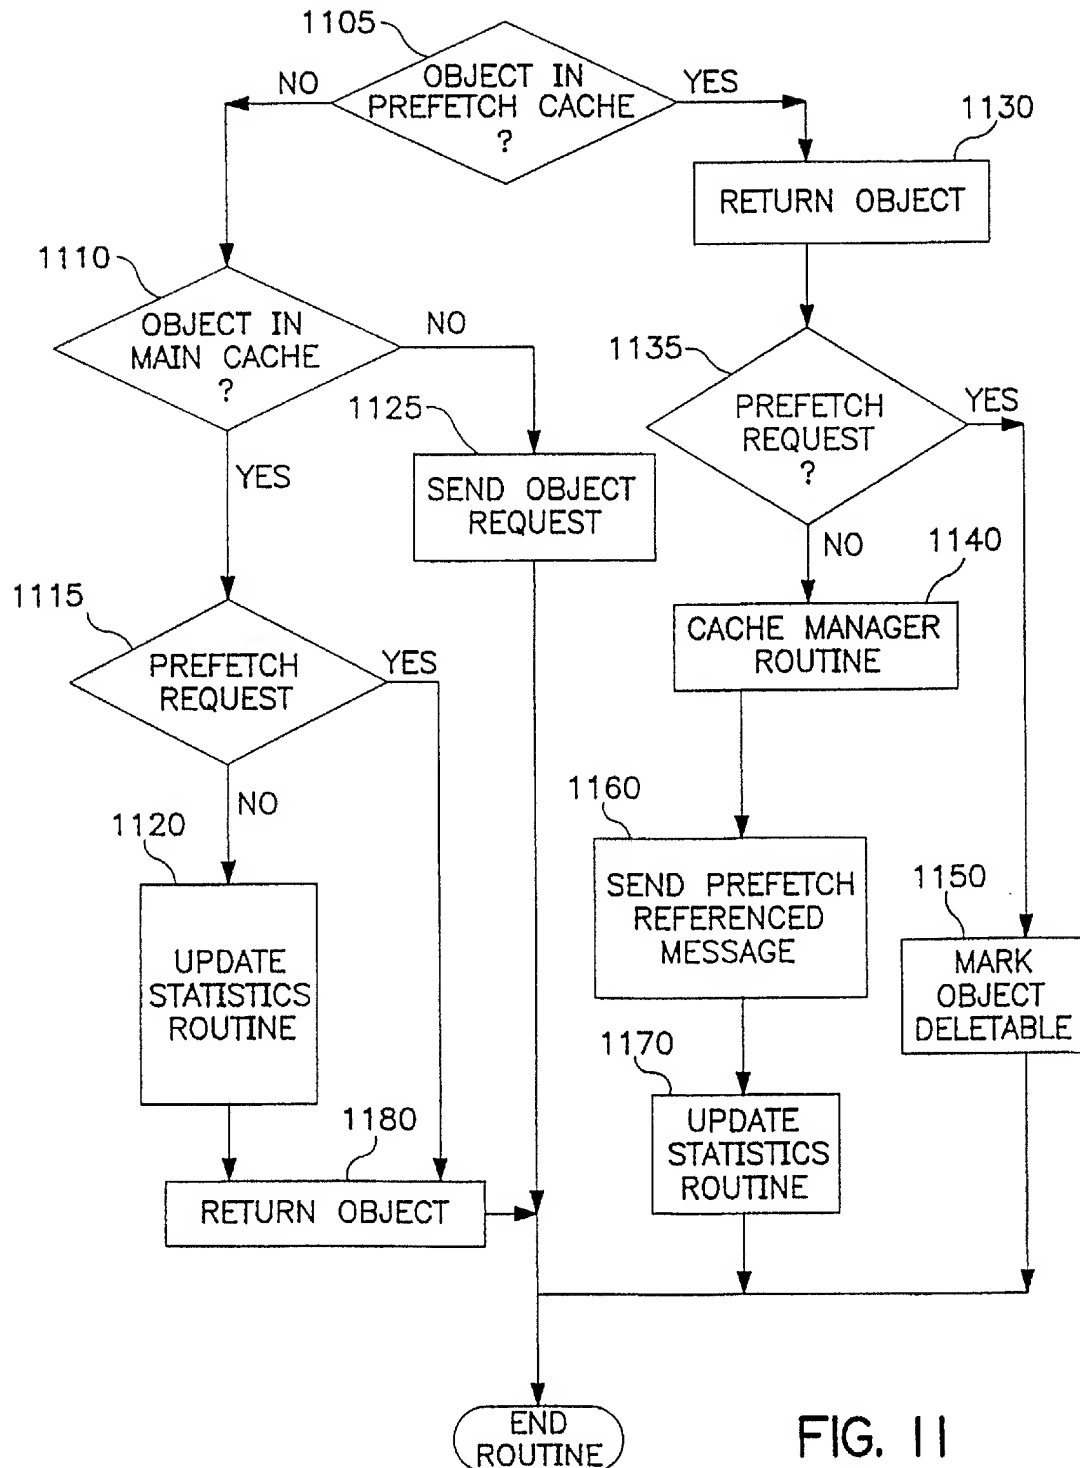 1105
OBJECT IN
PREFETCH CACHE
?
NO
YES
1130
RETURN OBJECT
1110
OBJECT IN
MAIN CACHE
?
NO
YES
1135
PREFETCH
REQUEST
?
YES
NO
1125
SEND OBJECT
REQUEST
1140
CACHE MANAGER
ROUTINE
1115
PREFETCH
REQUEST
YES
NO
1160
SEND PREFETCH
REFERENCED
MESSAGE
1120
UPDATE
STATISTICS
ROUTINE
1150
MARK
OBJECT
DELETABLE
1170
UPDATE
STATISTICS
ROUTINE
1180
RETURN OBJECT
END
ROUTINE
FIG. 11